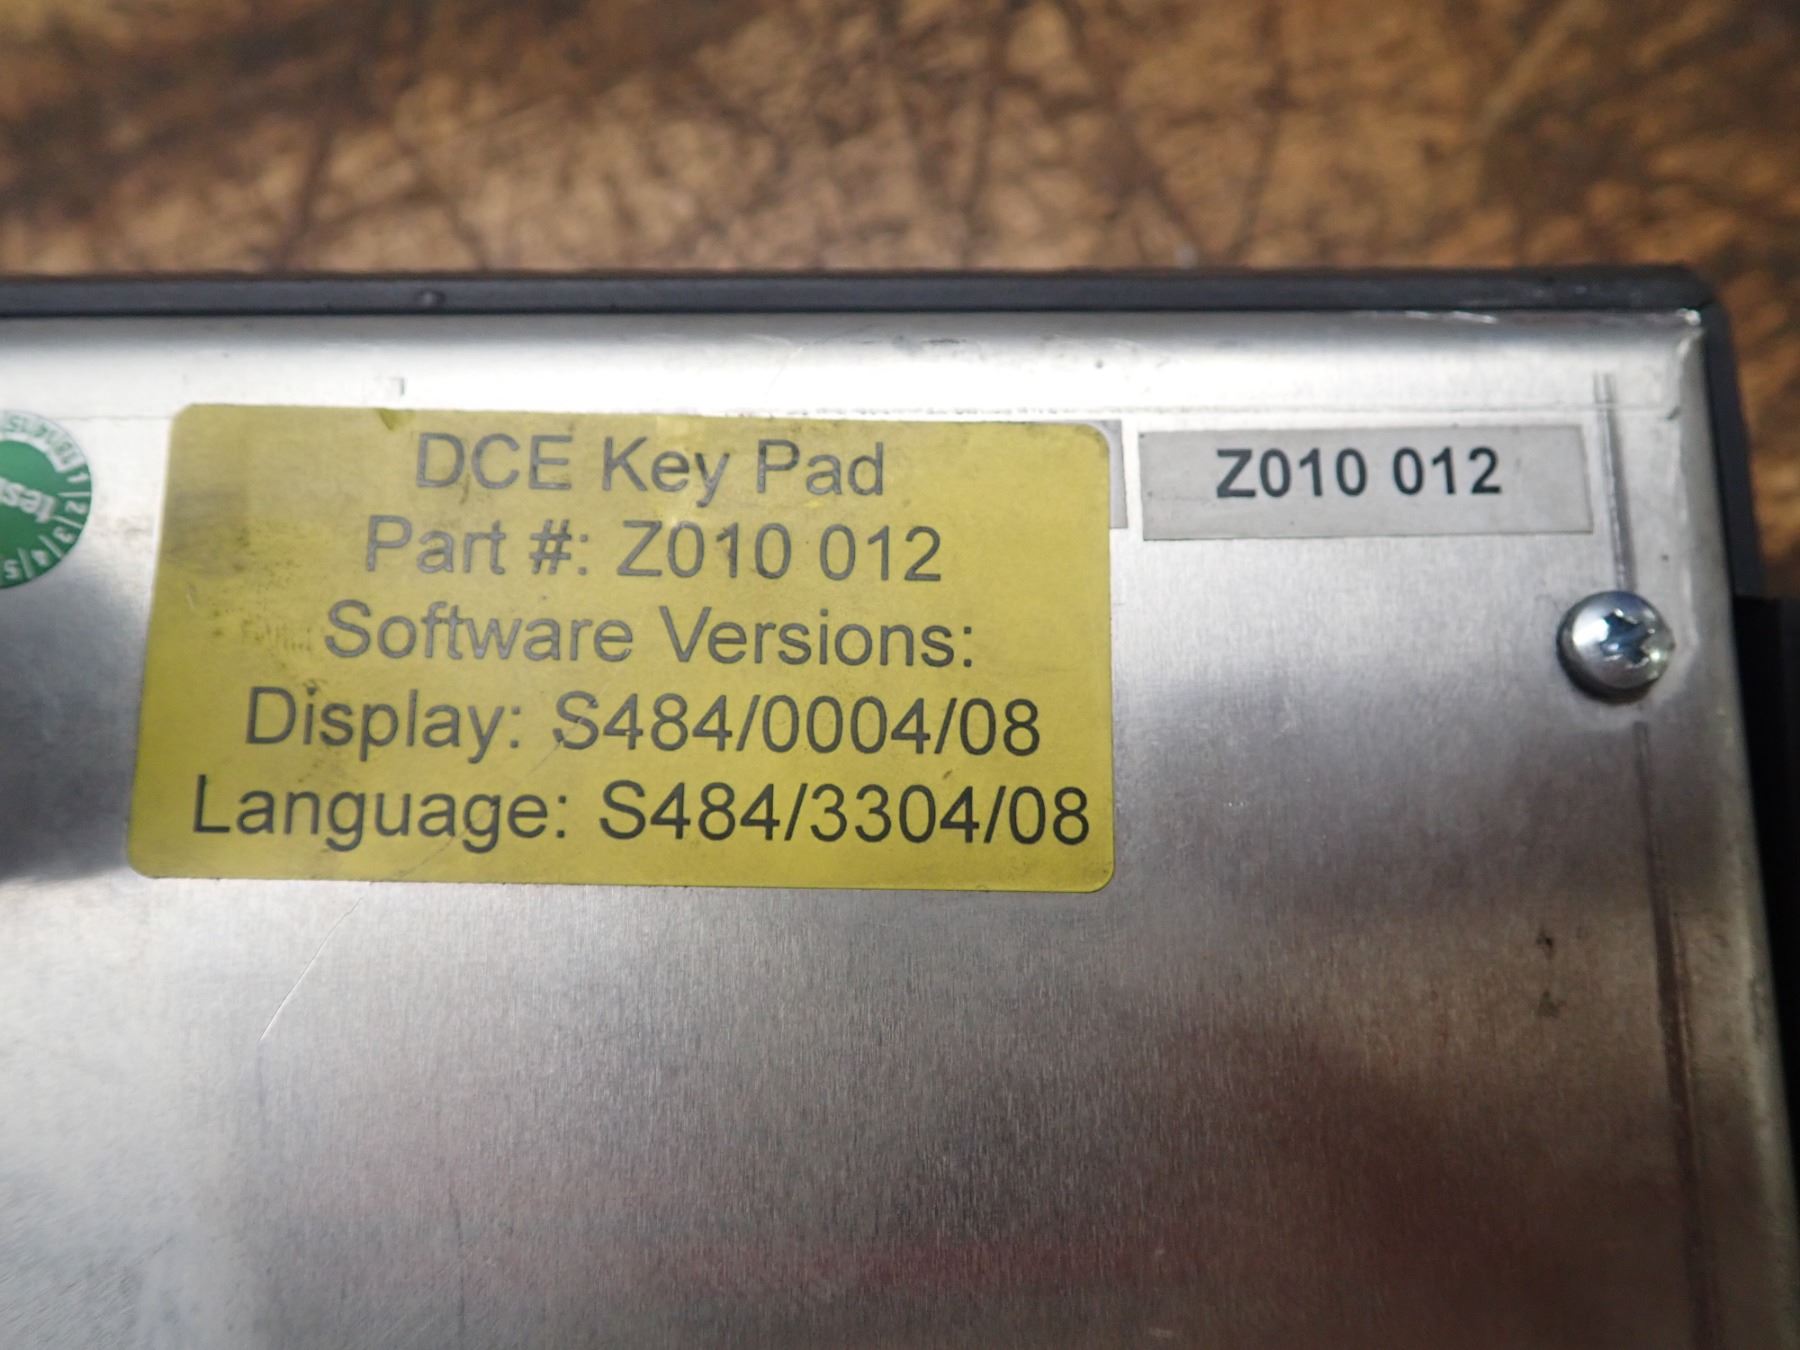 DCE Key Pad
Part #: Z010 012
Software Versions:
Display: S484/0004/08
Language: S484/3304/08
Z010 012